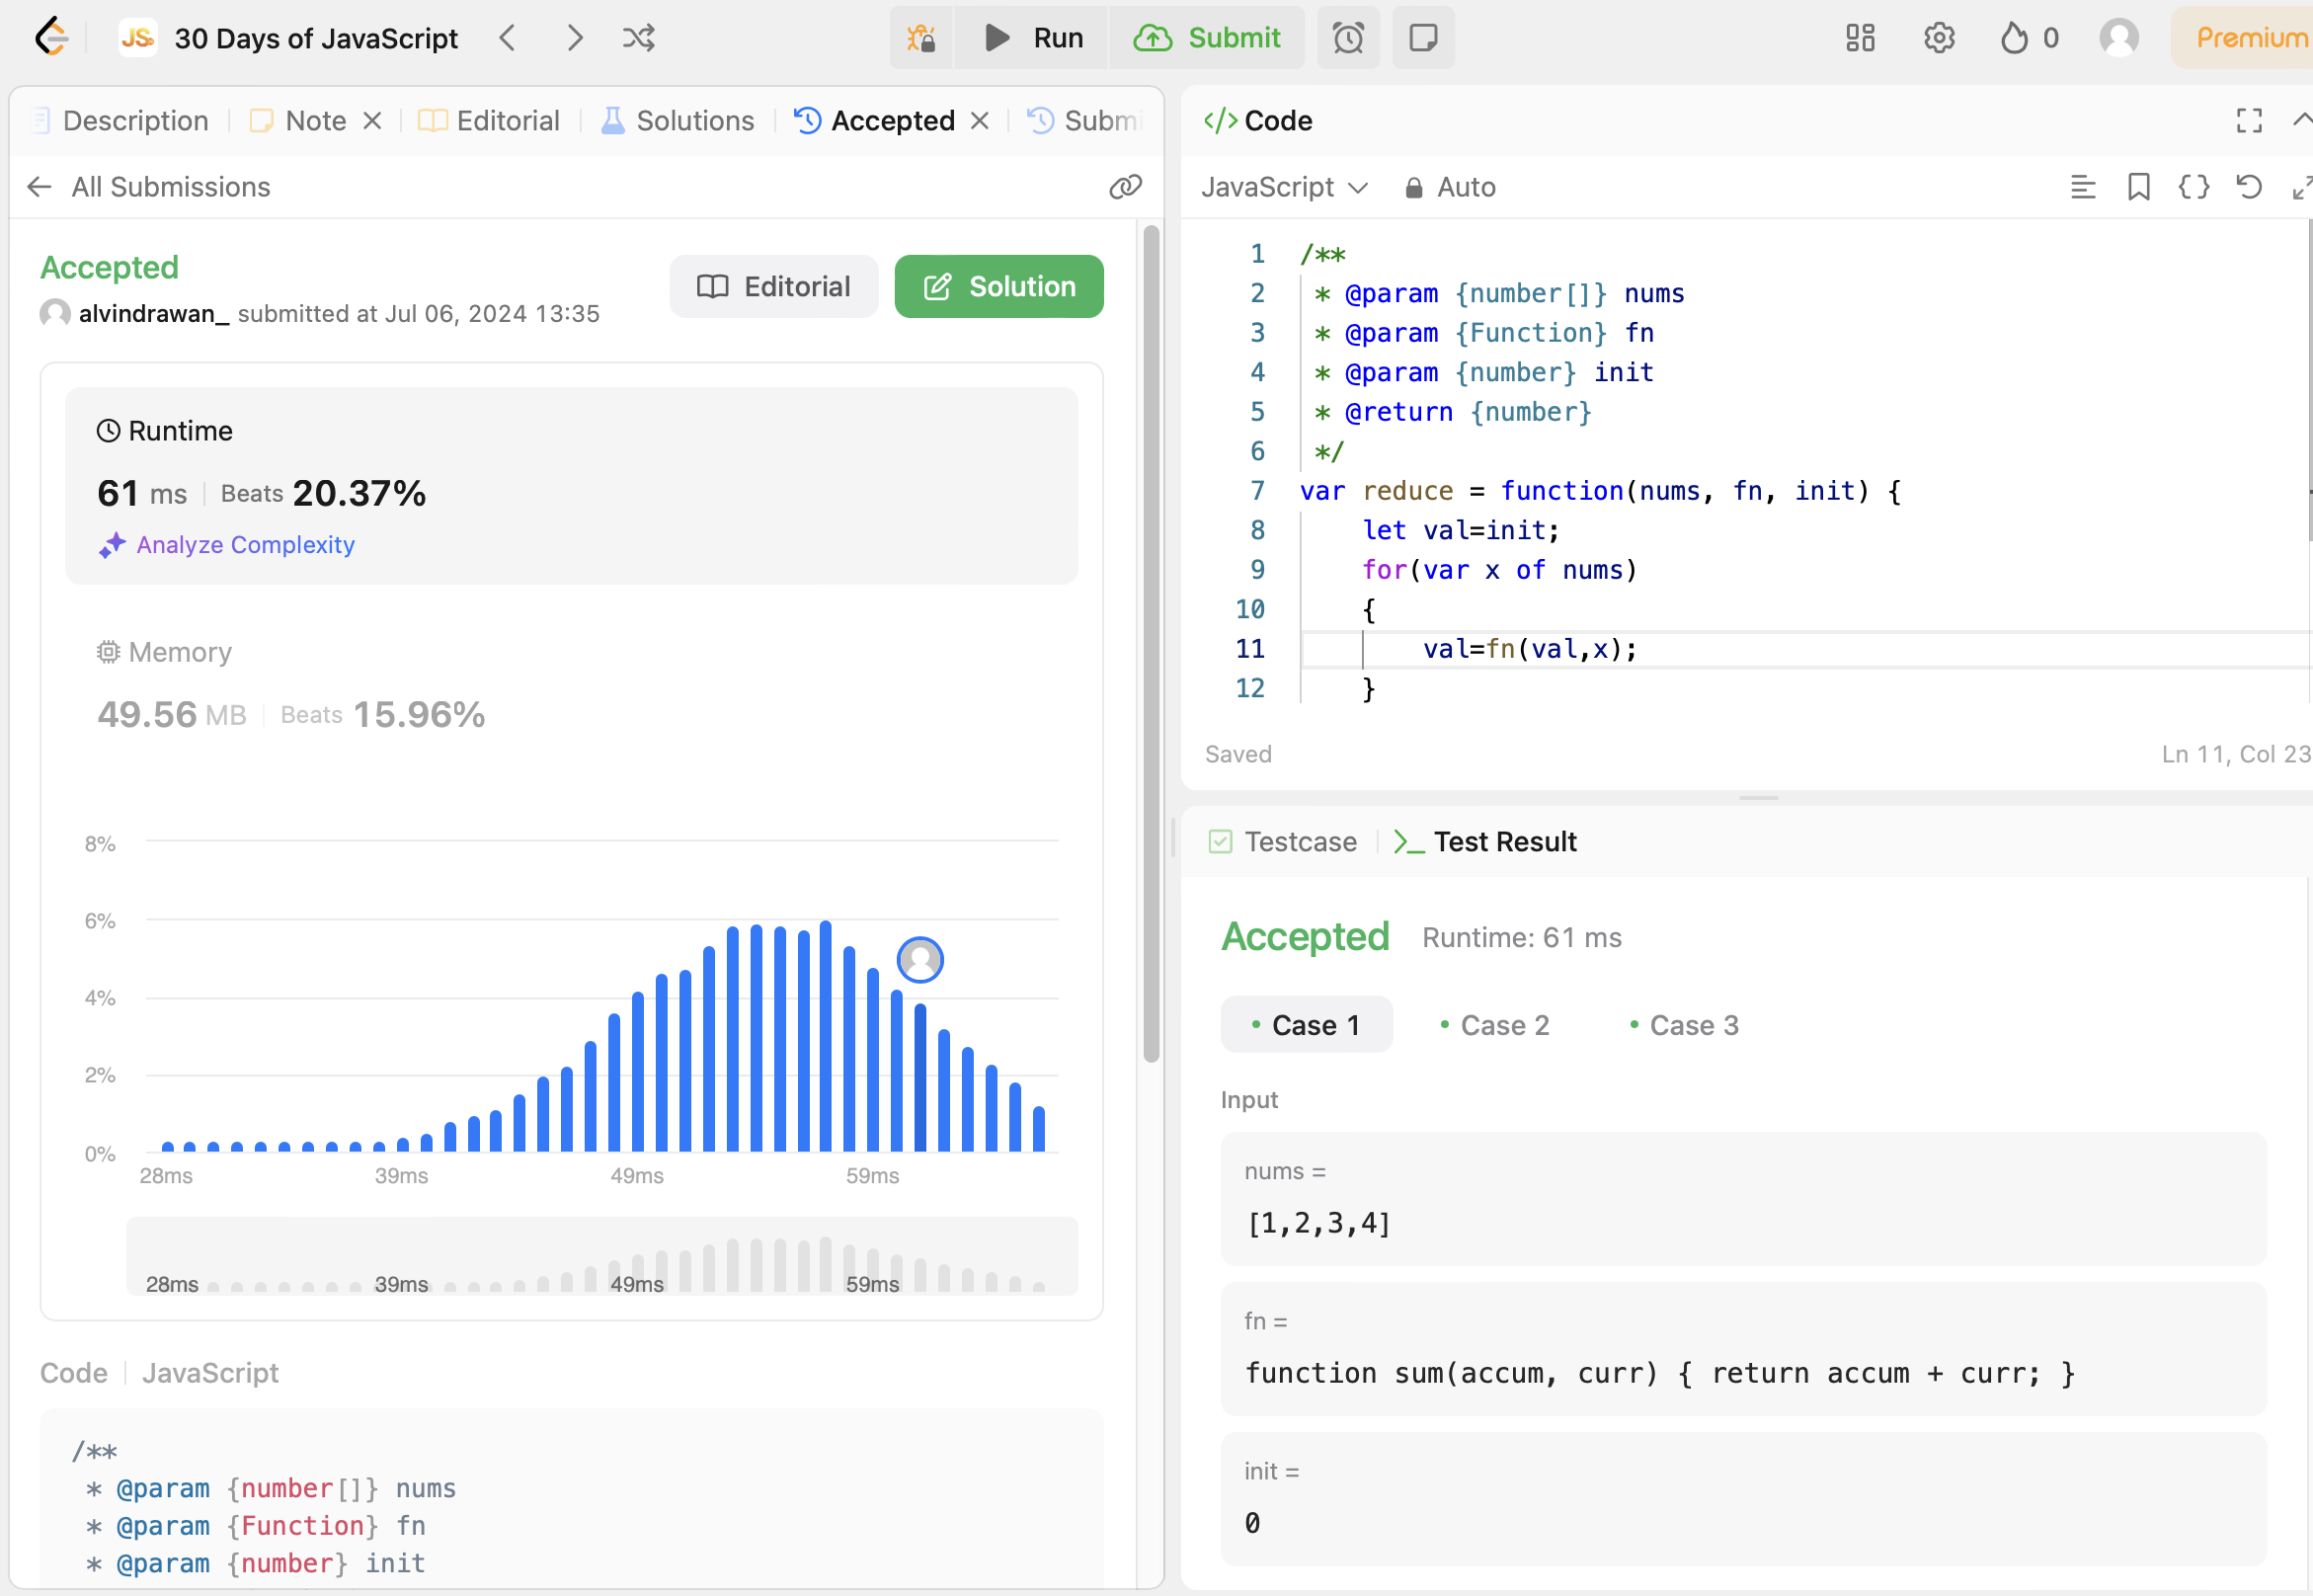 JS 30 Days of JavaScript
Run
Submit
0
Premium
Description
Note
Editorial
Solutions
Accepted
Submi
All Submissions
Accepted
alvindrawan_ submitted at Jul 06, 2024 13:35
Editorial
Solution
Runtime
61 ms
Beats 20.37%
Analyze Complexity
Memory
49.56 MB
Beats 15.96%
8%
6%
4%
2%
0%
28ms
39ms
49ms
59ms
28ms
39ms
49ms
59ms
Code
JavaScript
/**
 * @param {number[]} nums
 * @param {Function} fn
 * @param {number} init
</> Code
JavaScript
Auto
1 /**
2  * @param {number[]} nums
3  * @param {Function} fn
4  * @param {number} init
5  * @return {number}
6  */
7 var reduce = function(nums, fn, init) {
8     let val=init;
9     for(var x of nums)
10     {
11         val=fn(val,x);
12     }
Saved
Ln 11, Col 23
Testcase
>_ Test Result
Accepted
Runtime: 61 ms
• Case 1
• Case 2
• Case 3
Input
nums =
[1,2,3,4]
fn =
function sum(accum, curr) { return accum + curr; }
init =
0